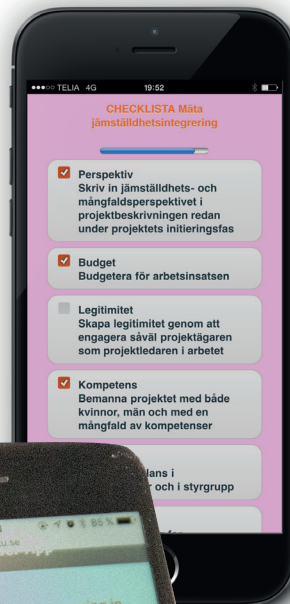 TELIA 4G 19:52
CHECKLISTA Mäta
jämställdhetsintegrering
Perspektiv
Skriv in jämställdhets- och
mångfaldsperspektivet i
projektbeskrivningen redan
under projektets initieringsfas
Budget
Budgetera för arbetsinsatsen
Legitimitet
Skapa legitimitet genom att
engagera såväl projektägaren
som projektledaren i arbetet
Kompetens
Bemanna projektet med både
kvinnor, män och med en
mångfald av kompetenser
i
och i styrgrupp
85 %